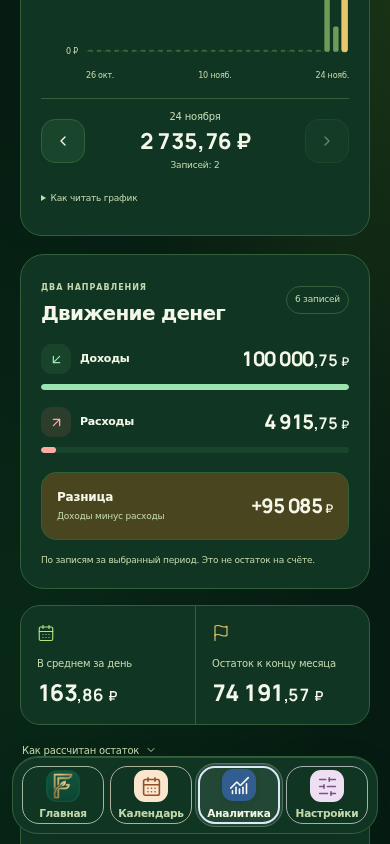 0 ₽
26 окт. 10 нояб. 24 нояб.
24 ноября
2 735,76 ₽
Записей: 2
Как читать график
ДВА НАПРАВЛЕНИЯ
Движение денег
6 записей
Доходы 100 000,75 ₽
Расходы 4 915,75 ₽
Разница
Доходы минус расходы
+95 085 ₽
По записям за выбранный период. Это не остаток на счёте.
В среднем за день
163,86 ₽
Остаток к концу месяца
74 191,57 ₽
Как рассчитан остаток
Главная Календарь Аналитика Настройки